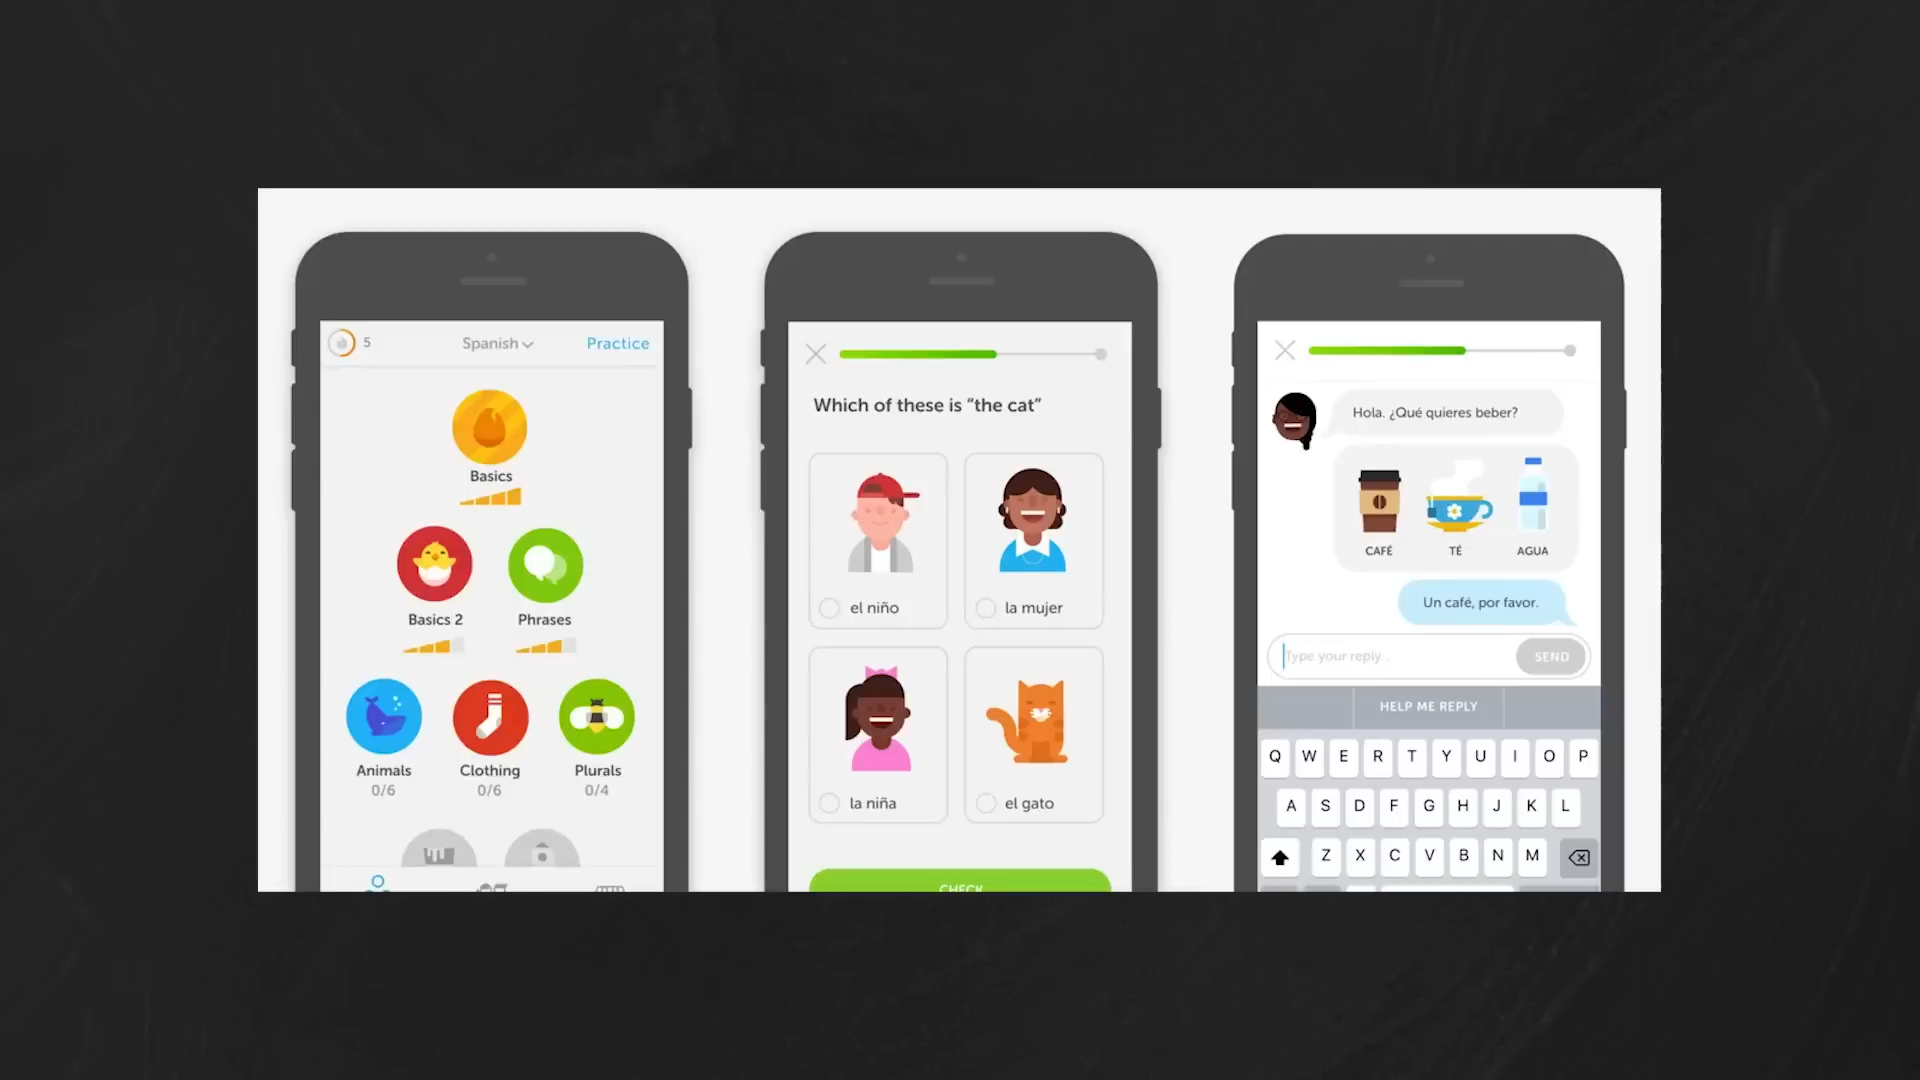 5
Spanish
Practice
Basics
Basics 2
Phrases
Animals
Clothing
Plurals
0/6
0/6
0/4
Which of these is “the cat”
el niño
la mujer
la niña
el gato
CHECK
Hola. ¿Qué quieres beber?
CAFÉ
TÉ
AGUA
Un café, por favor.
Type your reply...
SEND
HELP ME REPLY
Q W E R T Y U I O P
A S D F G H J K L
Z X C V B N M